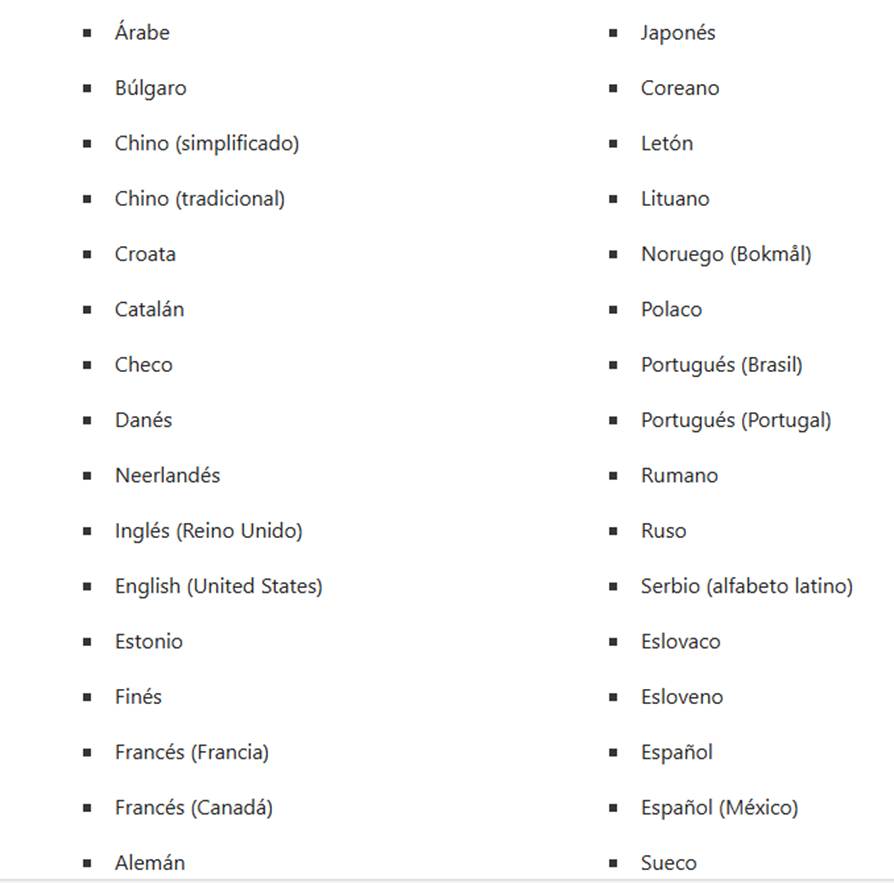 Árabe
Búlgaro
Chino (simplificado)
Chino (tradicional)
Croata
Catalán
Checo
Danés
Neerlandés
Inglés (Reino Unido)
English (United States)
Estonio
Finés
Francés (Francia)
Francés (Canadá)
Alemán
Japonés
Coreano
Letón
Lituano
Noruego (Bokmål)
Polaco
Portugués (Brasil)
Portugués (Portugal)
Rumano
Ruso
Serbio (alfabeto latino)
Eslovaco
Esloveno
Español
Español (México)
Sueco